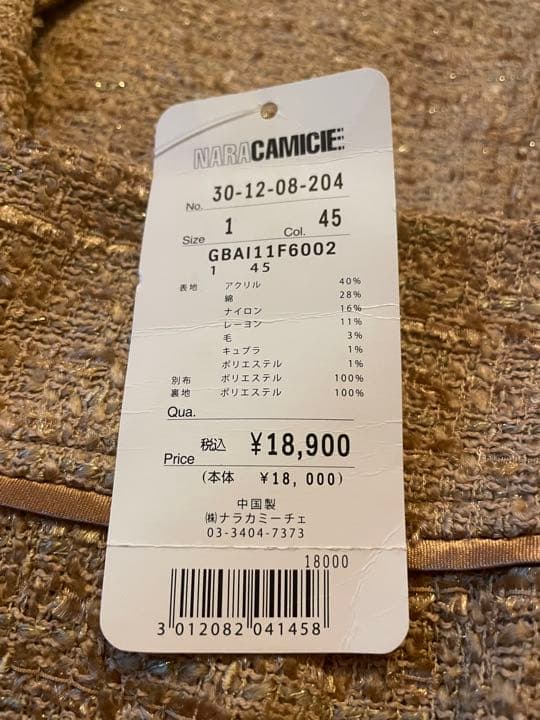 NARACAMICIE
No. 30-12-08-204
Size 1 Col. 45
GBAI11F6002
1 45
表地 アクリル 40%
綿 28%
ナイロン 16%
レーヨン 11%
毛 3%
キュプラ 1%
ポリエステル 1%
別布 ポリエステル 100%
裏地 ポリエステル 100%
Qua.
Price 税込 ¥18,900
(本体 ¥18,000)
中国製
㈱ナラカミーチェ
03-3404-7373
18000
3 012082 041458